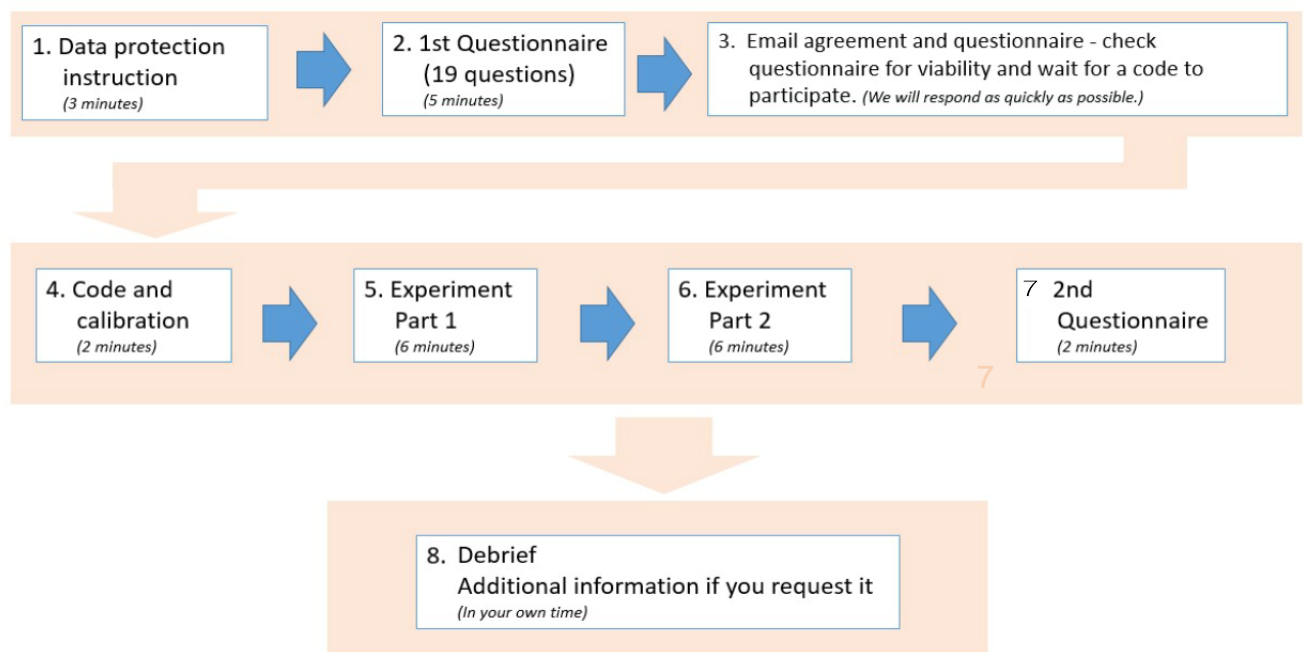 1. Data protection
instruction
(3 minutes)
2. 1st Questionnaire
(19 questions)
(5 minutes)
3. Email agreement and questionnaire - check
questionnaire for viability and wait for a code to
participate. (We will respond as quickly as possible.)
4. Code and
calibration
(2 minutes)
5. Experiment
Part 1
(6 minutes)
6. Experiment
Part 2
(6 minutes)
7 2nd
Questionnaire
(2 minutes)
7
8. Debrief
Additional information if you request it
(In your own time)